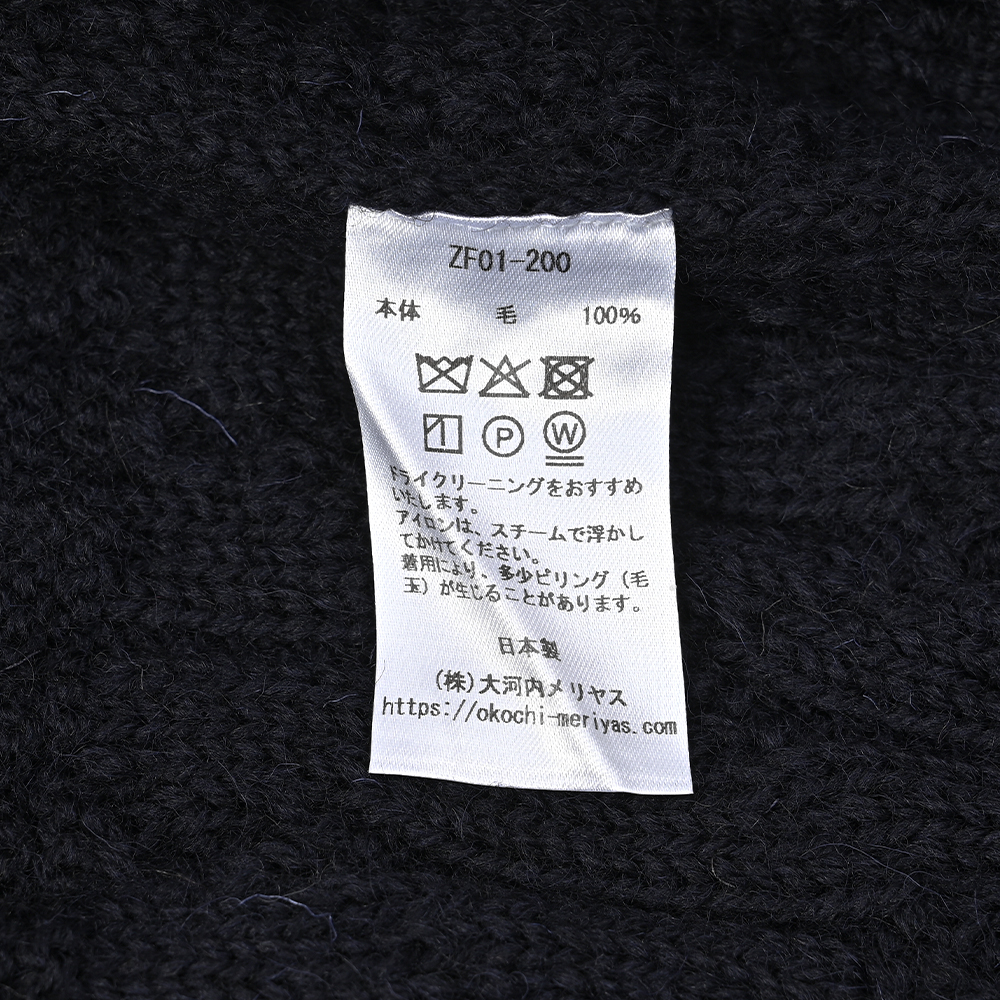 ZF01-200
本体 毛 100%
P W
ドライクリーニングをおすすめ
いたします。
アイロンは、スチームで浮かし
てかけてください。
着用により、多少ピリング（毛
玉）が生じることがあります。
日本製
(株)大河内メリヤス
https://okochi-meriyas.com